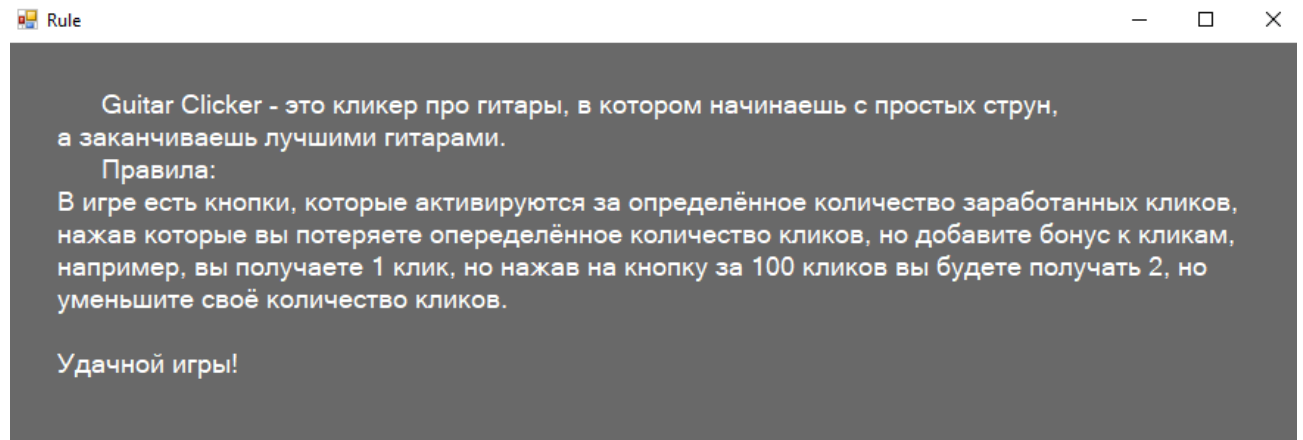 Rule
Guitar Clicker - это кликер про гитары, в котором начинаешь с простых струн,
а заканчиваешь лучшими гитарами.
Правила:
В игре есть кнопки, которые активируются за определённое количество заработанных кликов,
нажав которые вы потеряете опеределённое количество кликов, но добавите бонус к кликам,
например, вы получаете 1 клик, но нажав на кнопку за 100 кликов вы будете получать 2, но
уменьшите своё количество кликов.
Удачной игры!